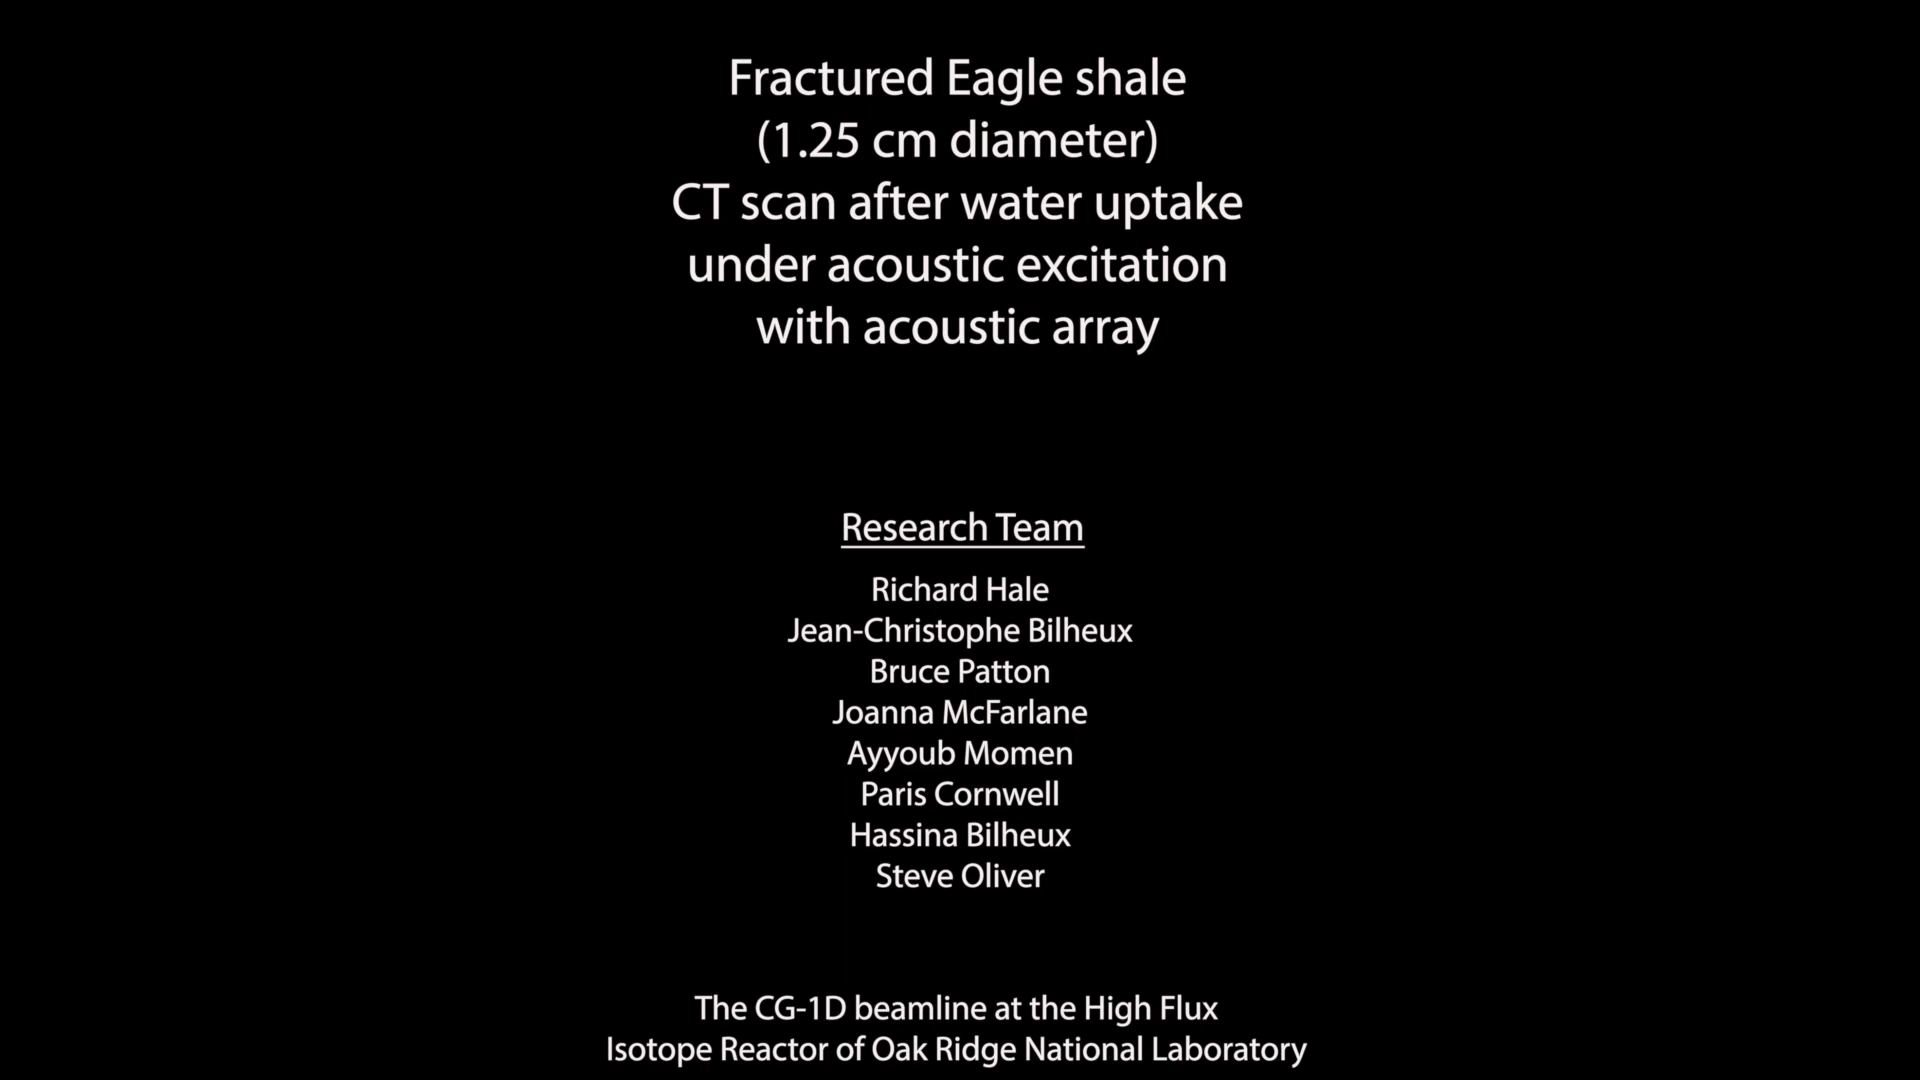 Fractured Eagle shale
(1.25 cm diameter)
CT scan after water uptake
under acoustic excitation
with acoustic array
Research Team
Richard Hale
Jean-Christophe Bilheux
Bruce Patton
Joanna McFarlane
Ayyoub Momen
Paris Cornwell
Hassina Bilheux
Steve Oliver
The CG-1D beamline at the High Flux
Isotope Reactor of Oak Ridge National Laboratory